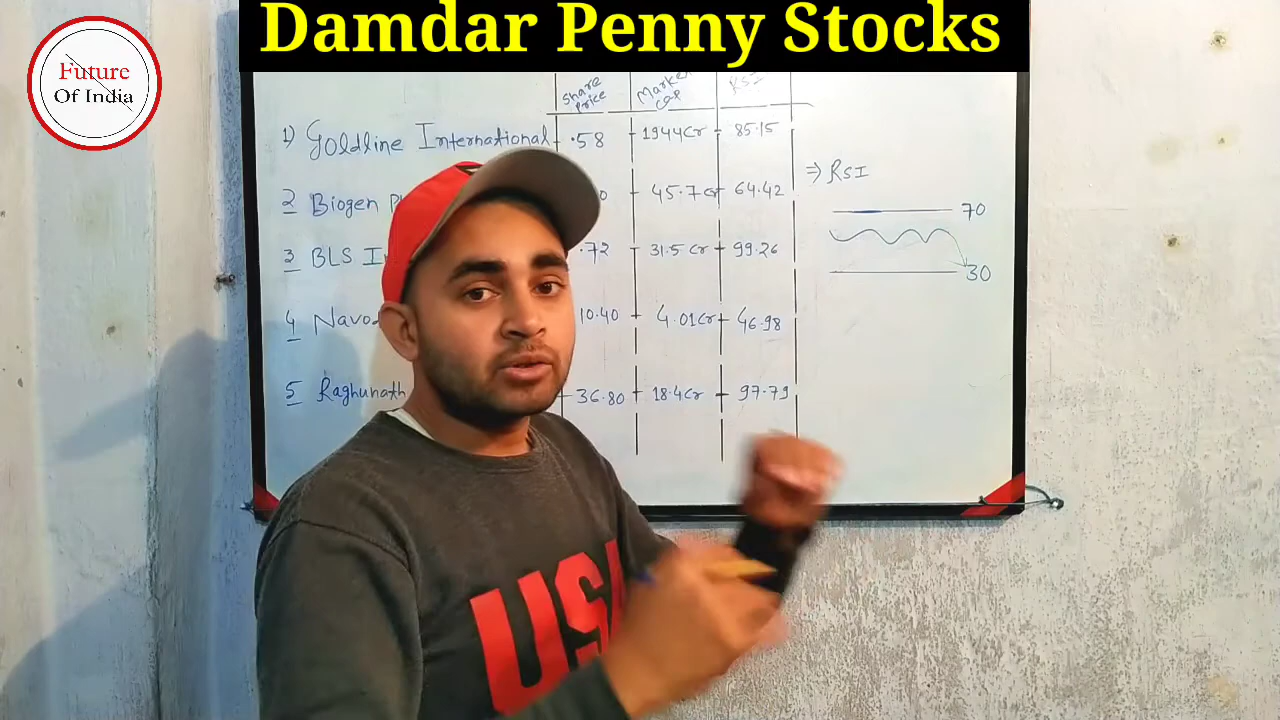 Damdar Penny Stocks
Future
Of India
Share price
Market cap
RSI
1) Goldline International .58 1944Cr 85.15
2 Biogen 45.7 cr 64.42
3 BLS .72 31.5 Cr 99.26
4 10.40 4.01Cr 46.98
5 Raghunath 36.80 18.4Cr 97.79
⇒ RSI
70
30
USA